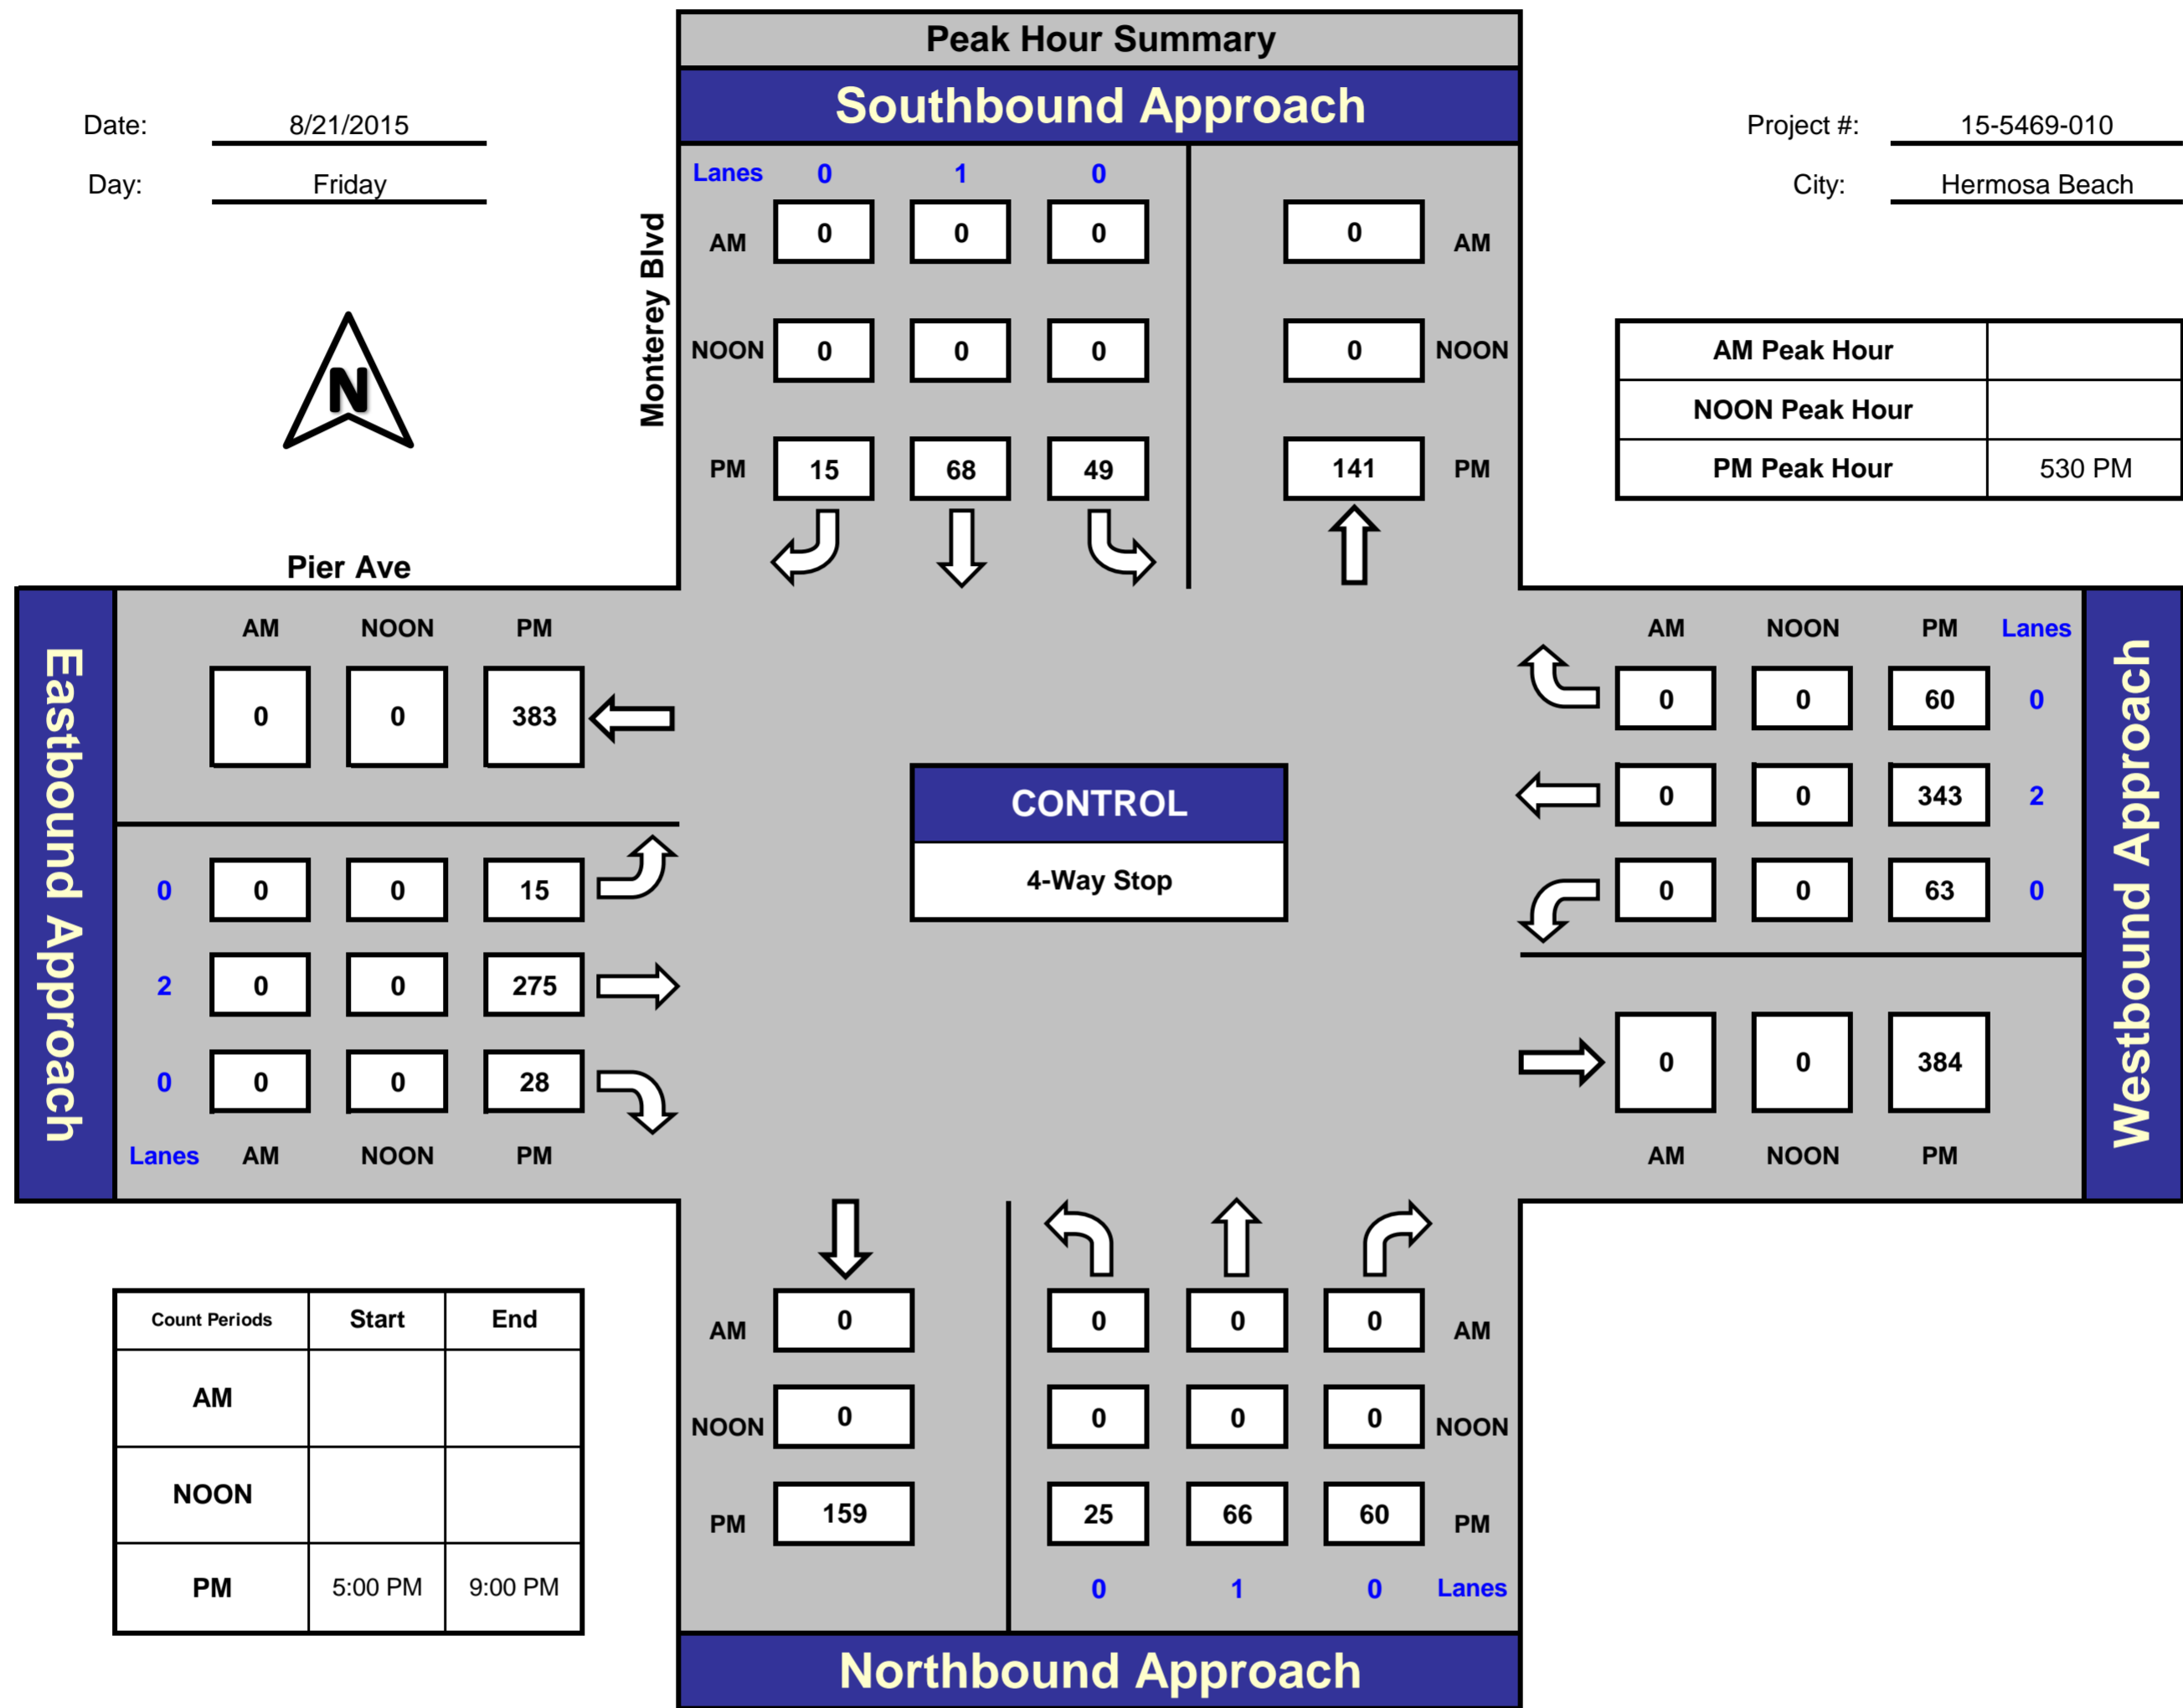 Peak Hour Summary
Southbound Approach
Date: 8/21/2015
Project #: 15-5469-010
Day: Friday
City: Hermosa Beach
Monterey Blvd
Lanes 0 1 0
AM 0 0 0 0 AM
NOON 0 0 0 0 NOON
PM 15 68 49 141 PM
N
AM Peak Hour
NOON Peak Hour
PM Peak Hour 530 PM
Pier Ave
Eastbound Approach
AM NOON PM
0 0 383
0 0 0 15
2 0 0 275
0 0 0 28
Lanes AM NOON PM
CONTROL
4-Way Stop
AM NOON PM Lanes
0 0 60 0
0 0 343 2
0 0 63 0
0 0 384
AM NOON PM
Westbound Approach
Count Periods Start End
AM
NOON
PM 5:00 PM 9:00 PM
AM 0 0 0 0 AM
NOON 0 0 0 0 NOON
PM 159 25 66 60 PM
0 1 0 Lanes
Northbound Approach